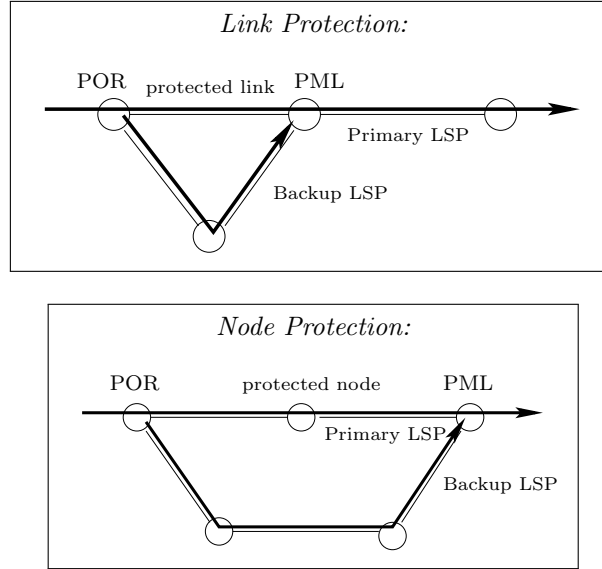 Link Protection:
POR protected link PML
Primary LSP
Backup LSP
Node Protection:
POR protected node PML
Primary LSP
Backup LSP